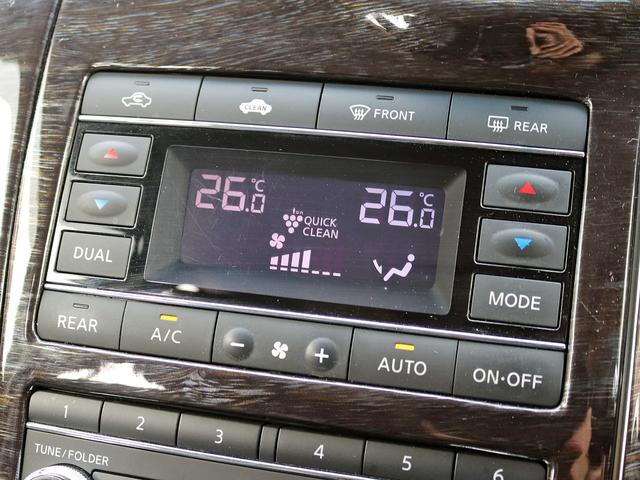 CLEAN
FRONT
REAR
26.0°C
26.0°C
ion
QUICK
CLEAN
DUAL
MODE
REAR
A/C
- +
AUTO
ON·OFF
1 2 3 4 5 6
TUNE/FOLDER